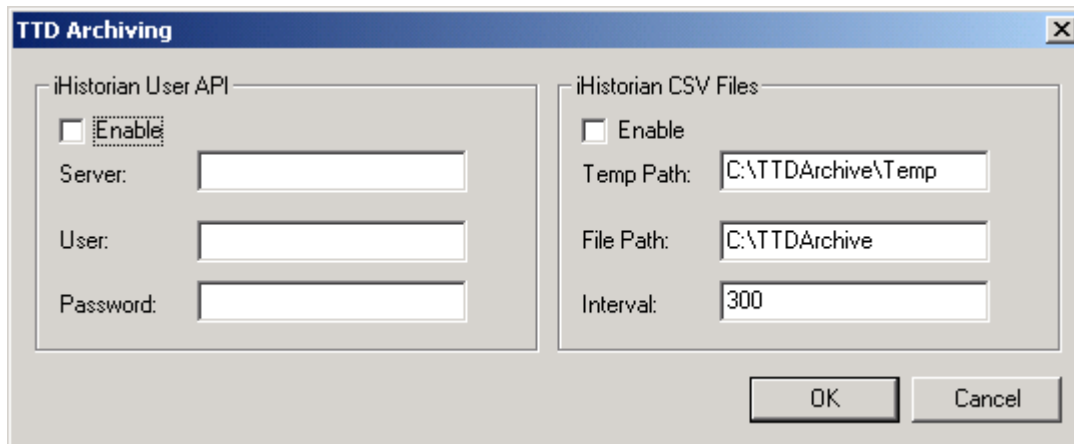 TTD Archiving
iHistorian User API
Enable
Server:
User:
Password:
iHistorian CSV Files
Enable
Temp Path: C:\TTDArchive\Temp
File Path: C:\TTDArchive
Interval: 300
OK Cancel